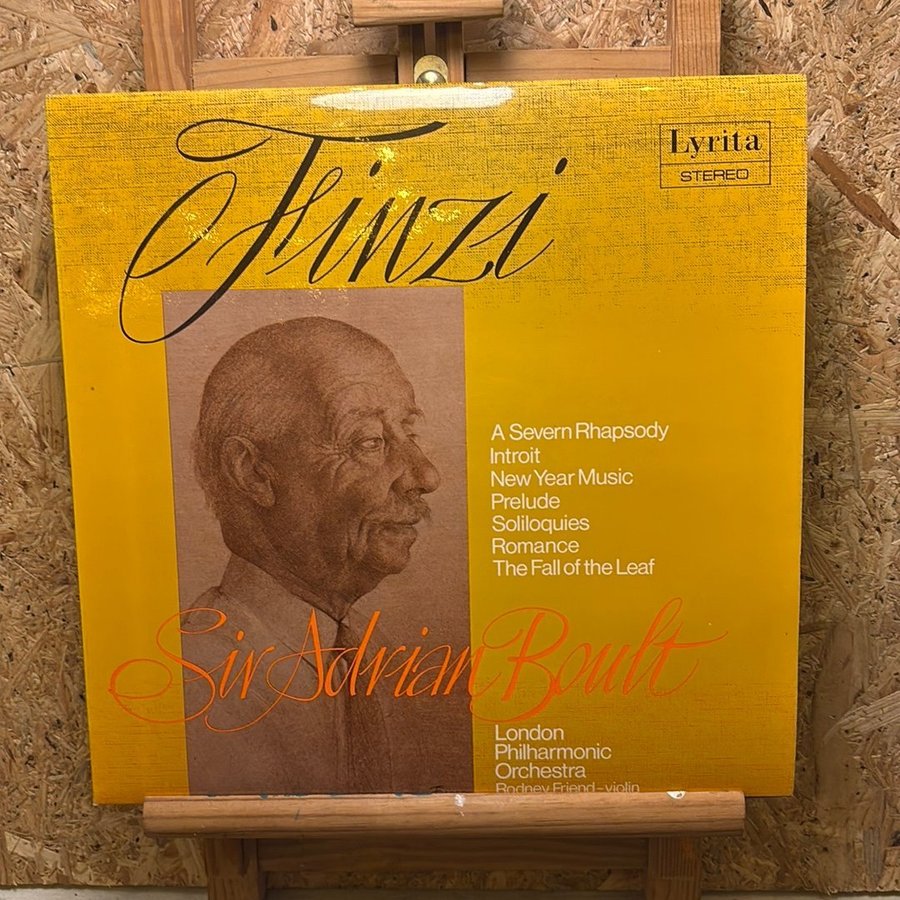 Finzi
Lyrita
STEREO
A Severn Rhapsody
Introit
New Year Music
Prelude
Soliloquies
Romance
The Fall of the Leaf
Sir Adrian Boult
London
Philharmonic
Orchestra
Rodney Friend-violin